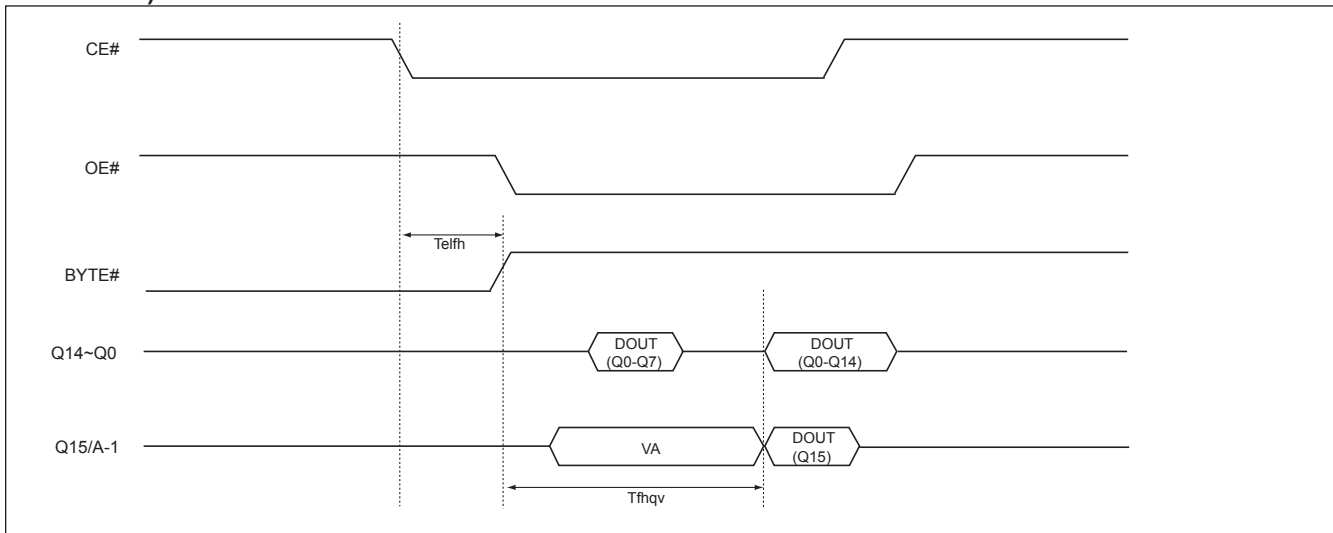 CE#
OE#
Telfh
BYTE#
Q14~Q0
DOUT
(Q0-Q7)
DOUT
(Q0-Q14)
Q15/A-1
VA
DOUT
(Q15)
Tfhqv